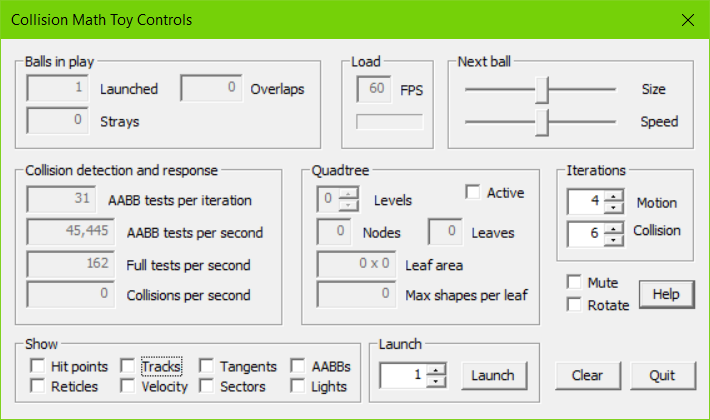 Collision Math Toy Controls
Balls in play
1 Launched 0 Overlaps
0 Strays
Load
60 FPS
Next ball
Size
Speed
Collision detection and response
31 AABB tests per iteration
45,445 AABB tests per second
162 Full tests per second
0 Collisions per second
Quadtree
0 Levels Active
0 Nodes 0 Leaves
0 x 0 Leaf area
0 Max shapes per leaf
Iterations
4 Motion
6 Collision
Mute
Rotate
Help
Show
Hit points Tracks Tangents AABBs
Reticles Velocity Sectors Lights
Launch
1 Launch
Clear Quit